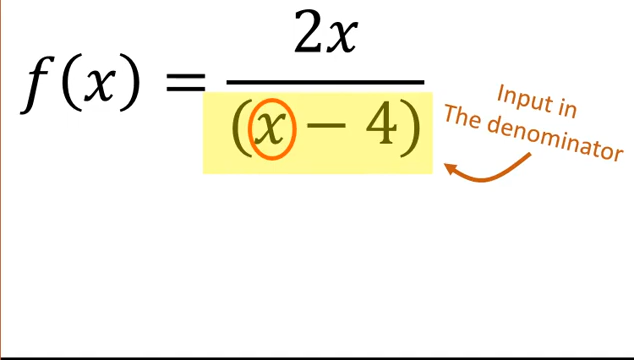 f(x) = 2x
(x − 4)
Input in
The denominator